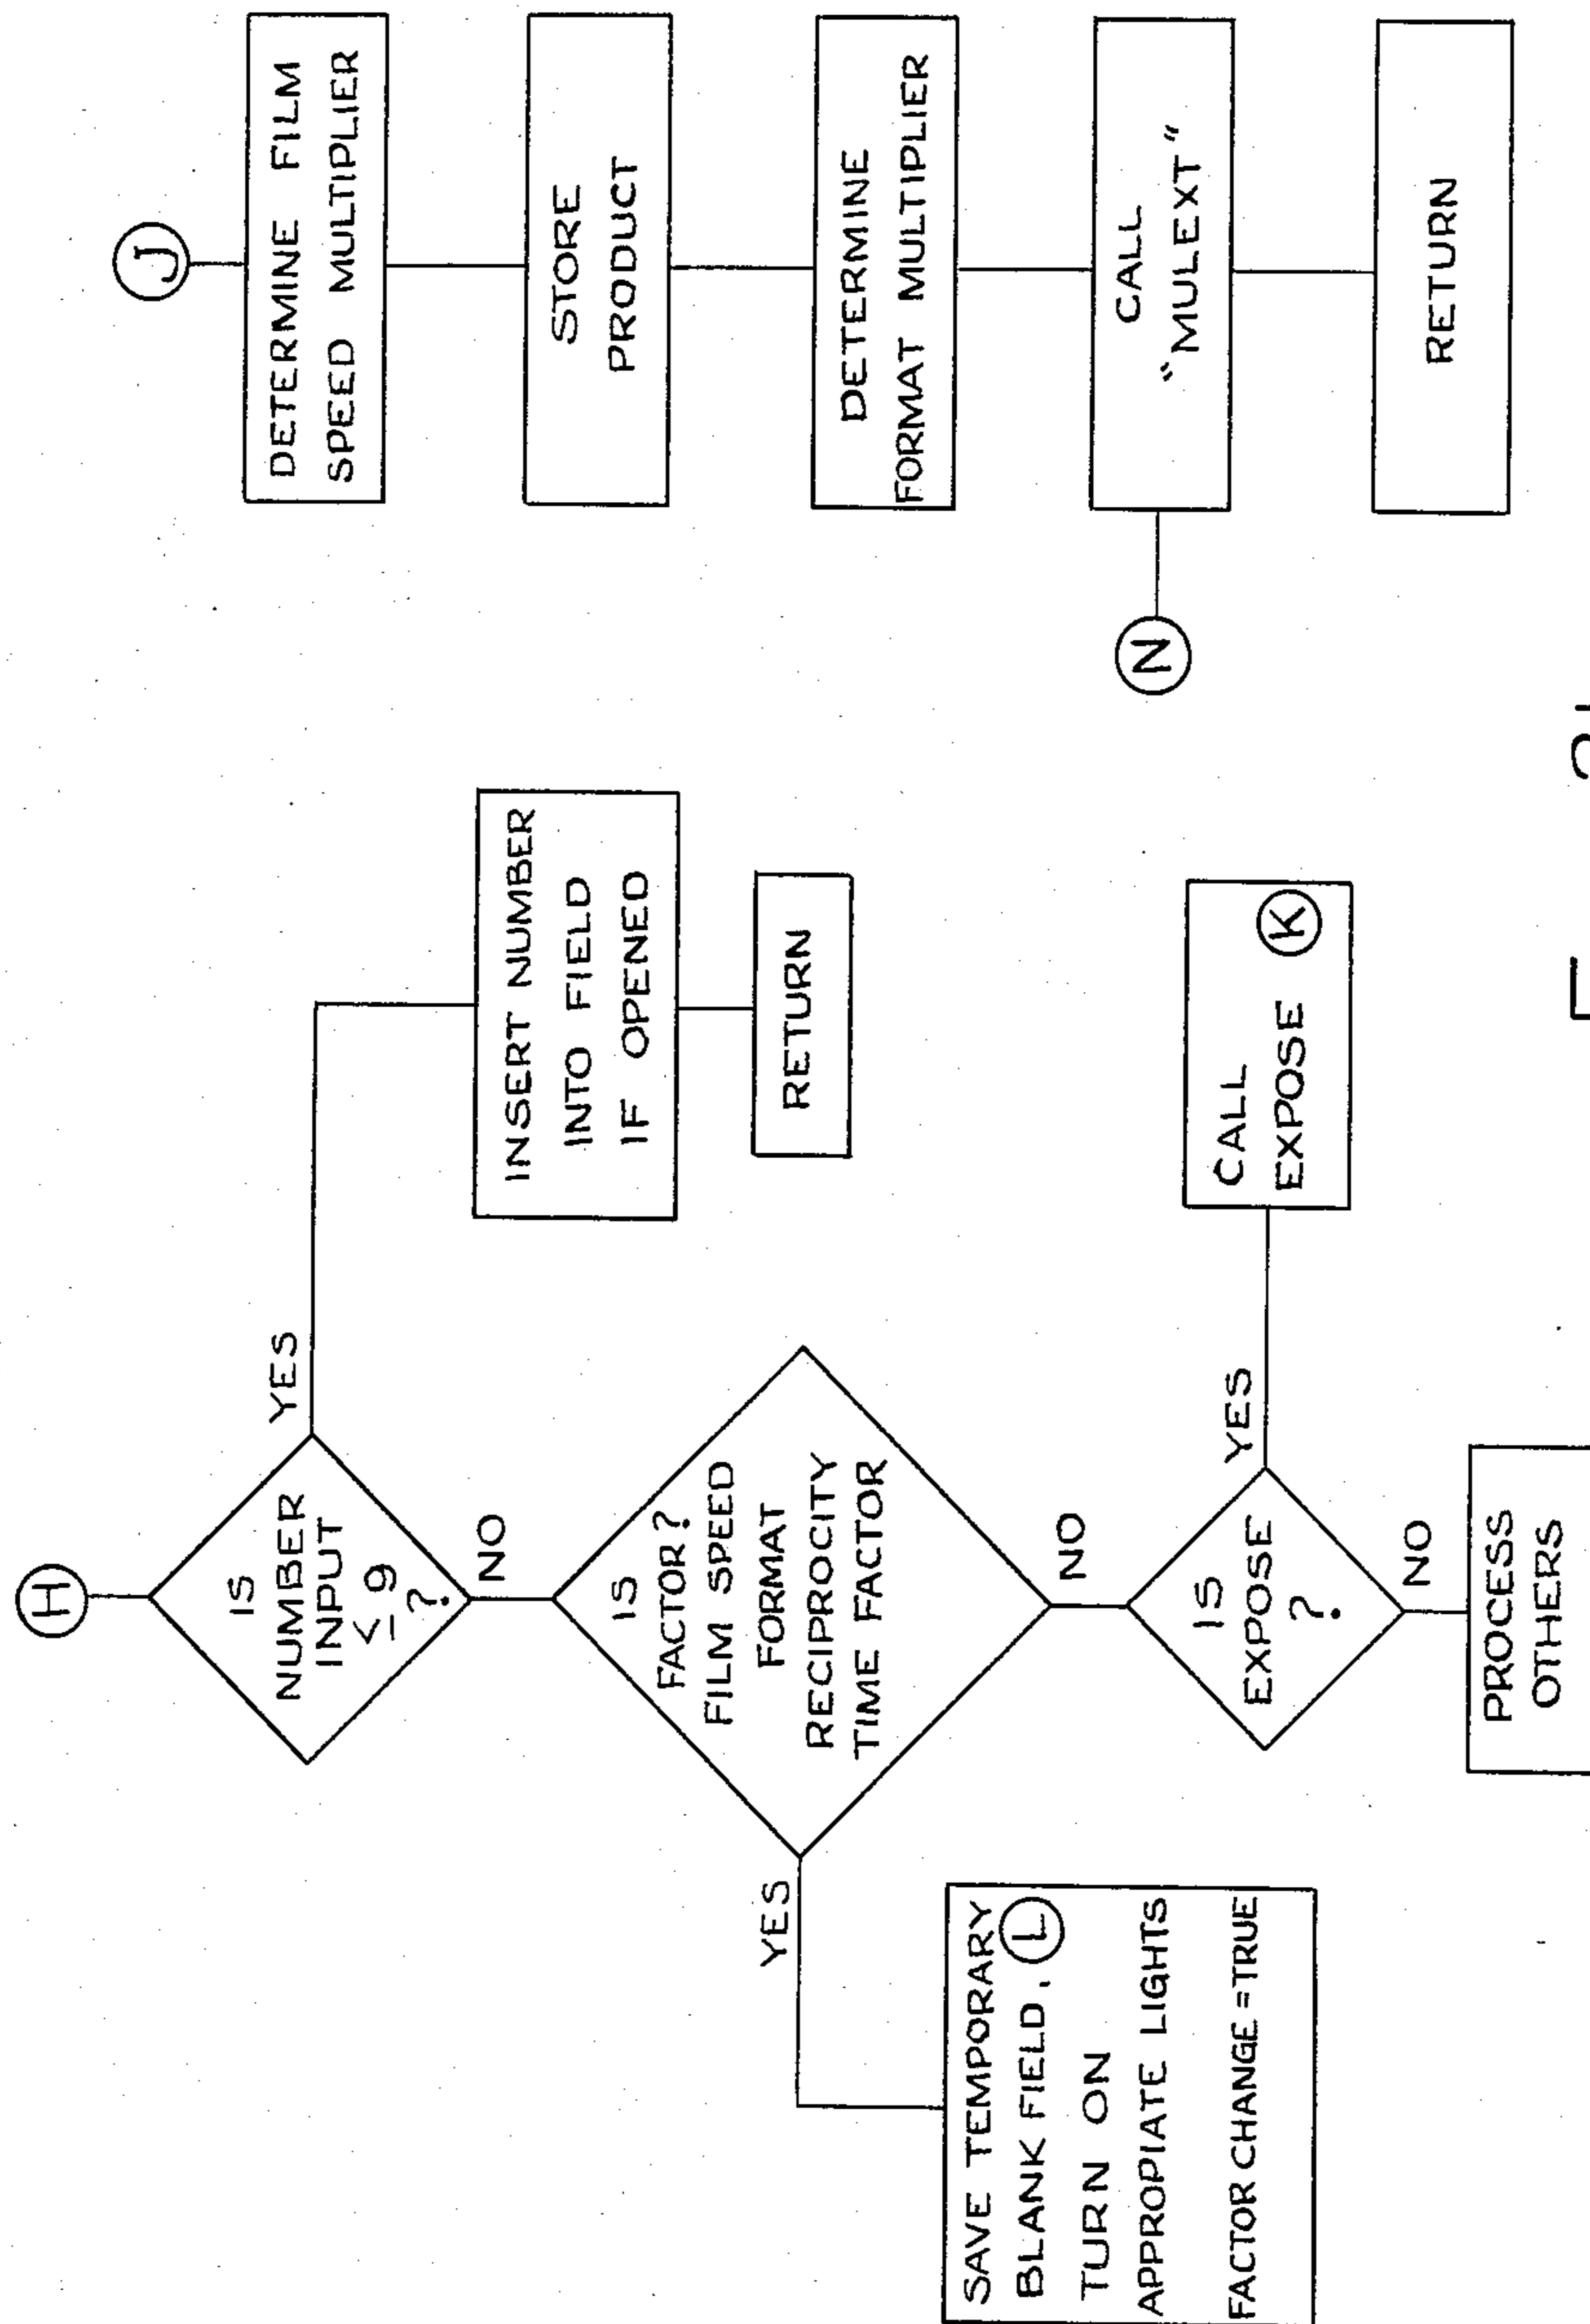 H
IS
NUMBER
INPUT
≤ 9
?
YES
INSERT NUMBER
INTO FIELD
IF OPENED
RETURN
NO
IS
FACTOR?
FILM SPEED
FORMAT
RECIPROCITY
TIME FACTOR
YES
SAVE TEMPORARY
BLANK FIELD, L
TURN ON
APPROPIATE LIGHTS
FACTOR CHANGE = TRUE
NO
IS
EXPOSE
?
YES
CALL
EXPOSE K
NO
PROCESS
OTHERS
J
DETERMINE FILM
SPEED MULTIPLIER
STORE
PRODUCT
DETERMINE
FORMAT MULTIPLIER
N
CALL
"MULEXT"
RETURN